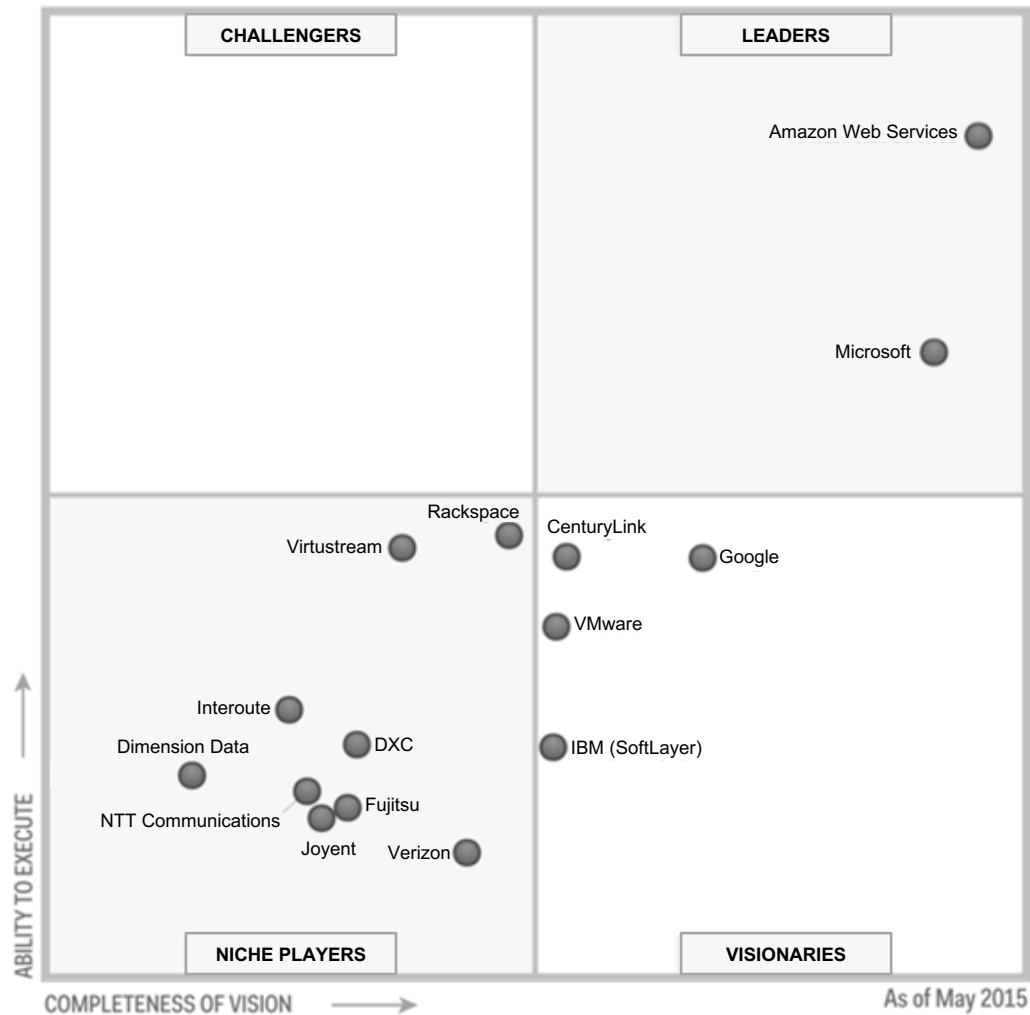 CHALLENGERS
LEADERS
Amazon Web Services
Microsoft
Rackspace
CenturyLink
Virtustream
Google
VMware
Interoute
DXC
IBM (SoftLayer)
Dimension Data
Fujitsu
NTT Communications
Joyent
Verizon
NICHE PLAYERS
VISIONARIES
ABILITY TO EXECUTE
COMPLETENESS OF VISION
As of May 2015